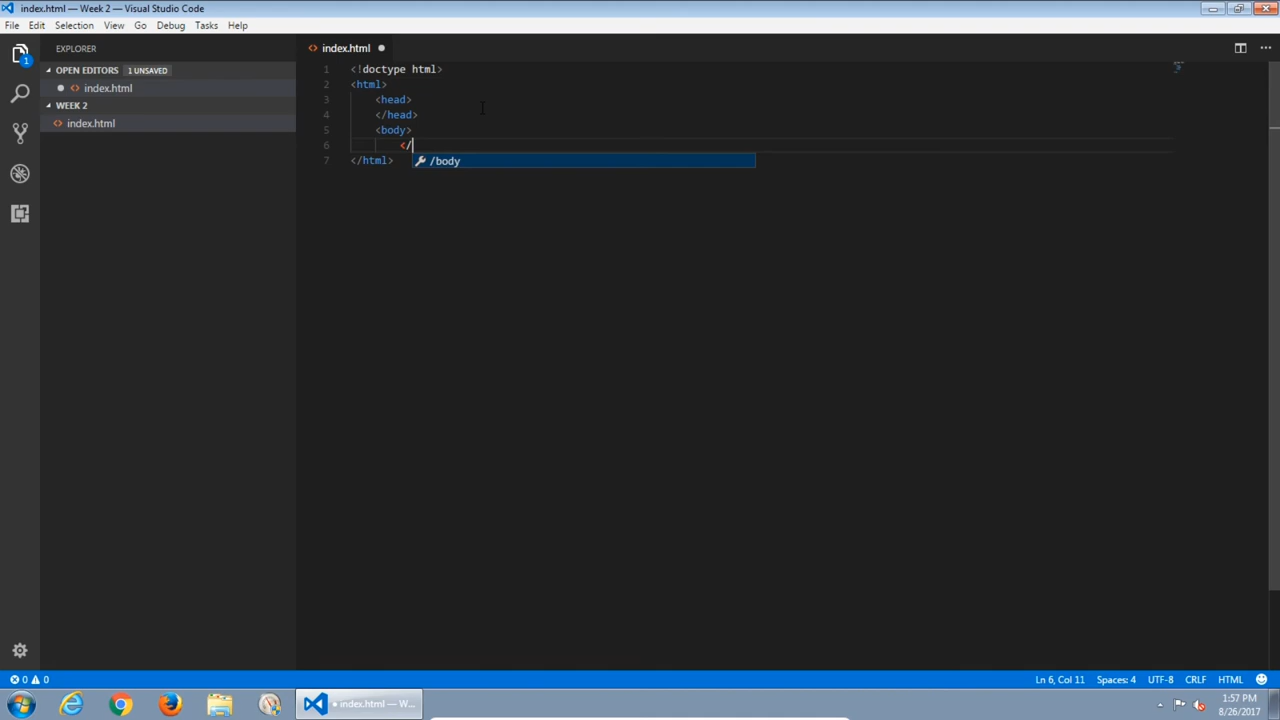 index.html — Week 2 — Visual Studio Code
File Edit Selection View Go Debug Tasks Help
EXPLORER
OPEN EDITORS 1 UNSAVED
index.html
WEEK 2
index.html
1
index.html
1 <!doctype html>
2 <html>
3 <head>
4 </head>
5 <body>
6 </
7 </html>
/body
0 0
Ln 6, Col 11 Spaces: 4 UTF-8 CRLF HTML
• index.html — W...
1:57 PM
8/26/2017